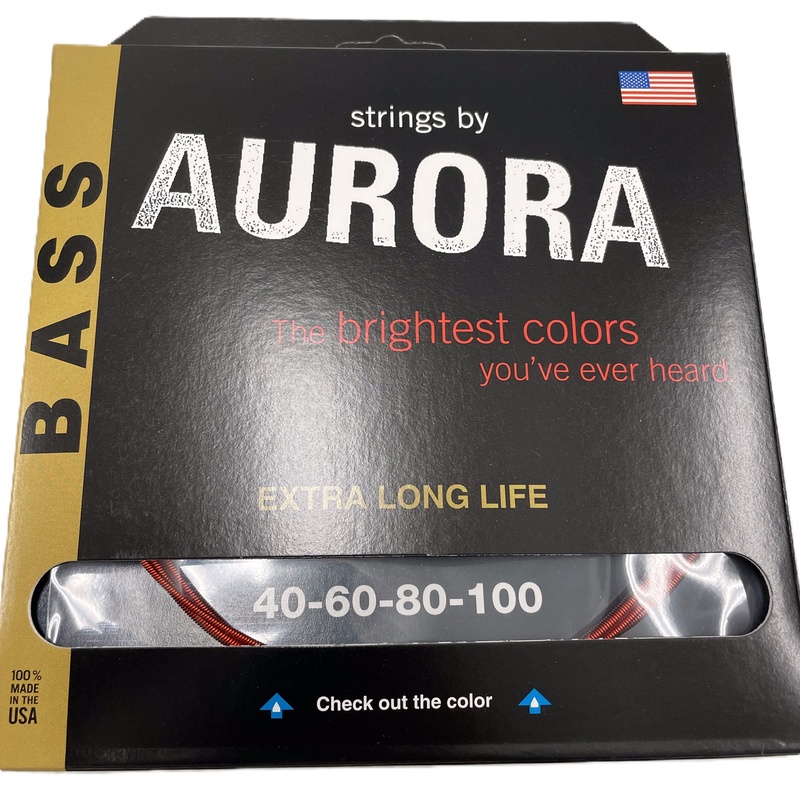 BASS
strings by
AURORA
The brightest colors
you've ever heard.
EXTRA LONG LIFE
40-60-80-100
Check out the color
100%
MADE
IN THE
USA